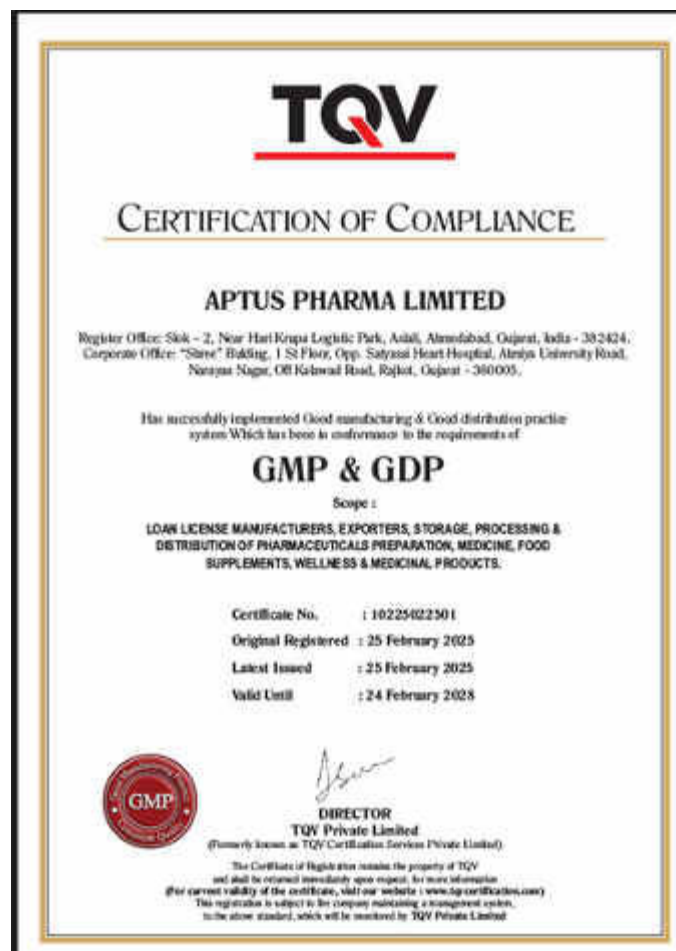 TQV
CERTIFICATION OF COMPLIANCE
APTUS PHARMA LIMITED
Register Office: - 2, Near Hari Krupa Logistic Park, Aslali, Ahmedabad, Gujarat, India - 382424.
Corporate Office: Building, 1 St Floor, Opp. Satyasai Heart Hospital, Atmiya University Road,
Narayan Nagar, Off Kalawad Road, Rajkot, Gujarat - 360005.
Has successfully implemented Good manufacturing & Good distribution practice
system Which has been in conformance to the requirements of
GMP & GDP
Scope :
LOAN LICENSE MANUFACTURERS, EXPORTERS, STORAGE, PROCESSING &
DISTRIBUTION OF PHARMACEUTICALS PREPARATION, MEDICINE, FOOD
SUPPLEMENTS, WELLNESS & MEDICINAL PRODUCTS.
Certificate No. : 10225022501
Original Registered : 25 February 2025
Latest Issued : 25 February 2025
Valid Until : 24 February 2028
GMP
DIRECTOR
TQV Private Limited
(Formerly known as TQV Certification Services Private Limited)
The Certificate of Registration remains the property of TQV
and shall be returned immediately upon request, for more information
(For current validity of the certificate, visit our website : www.tqvcertification.com)
This registration is subject to the company maintaining a management system,
to the above standard, which will be monitored by TQV Private Limited